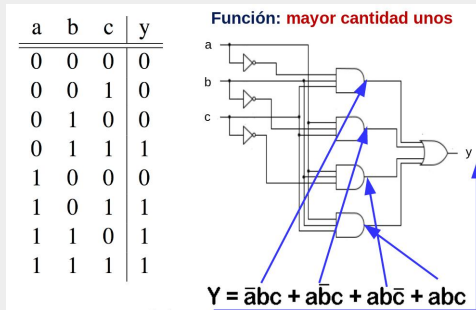 a b c y
0 0 0 0
0 0 1 0
0 1 0 0
0 1 1 1
1 0 0 0
1 0 1 1
1 1 0 1
1 1 1 1
Función: mayor cantidad unos
a
b
c
y
Y = a̅bc + ab̅c + abc̅ + abc